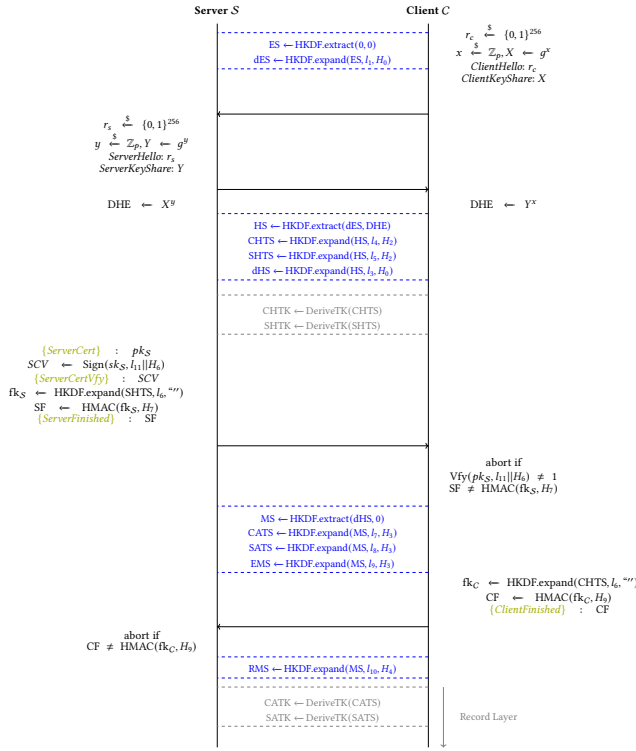 Server 𝒮 Client 𝒞
r_c ←$ {0, 1}^256
x ←$ ℤ_p, X ← g^x
ClientHello: r_c
ClientKeyShare: X
ES ← HKDF.extract(0, 0)
dES ← HKDF.expand(ES, l_1, H_0)
r_s ←$ {0, 1}^256
y ←$ ℤ_p, Y ← g^y
ServerHello: r_s
ServerKeyShare: Y
DHE ← X^y
DHE ← Y^x
HS ← HKDF.extract(dES, DHE)
CHTS ← HKDF.expand(HS, l_4, H_2)
SHTS ← HKDF.expand(HS, l_5, H_2)
dHS ← HKDF.expand(HS, l_3, H_0)
CHTK ← DeriveTK(CHTS)
SHTK ← DeriveTK(SHTS)
{ServerCert} : pk_𝒮
SCV ← Sign(sk_𝒮, l_11||H_6)
{ServerCertVfy} : SCV
fk_𝒮 ← HKDF.expand(SHTS, l_6, “”)
SF ← HMAC(fk_𝒮, H_7)
{ServerFinished} : SF
abort if
Vfy(pk_𝒮, l_11||H_6) ≠ 1
SF ≠ HMAC(fk_𝒮, H_7)
MS ← HKDF.extract(dHS, 0)
CATS ← HKDF.expand(MS, l_7, H_3)
SATS ← HKDF.expand(MS, l_8, H_3)
EMS ← HKDF.expand(MS, l_9, H_3)
fk_𝒞 ← HKDF.expand(CHTS, l_6, “”)
CF ← HMAC(fk_𝒞, H_9)
{ClientFinished} : CF
abort if
CF ≠ HMAC(fk_𝒞, H_9)
RMS ← HKDF.expand(MS, l_10, H_4)
CATK ← DeriveTK(CATS)
SATK ← DeriveTK(SATS)
Record Layer